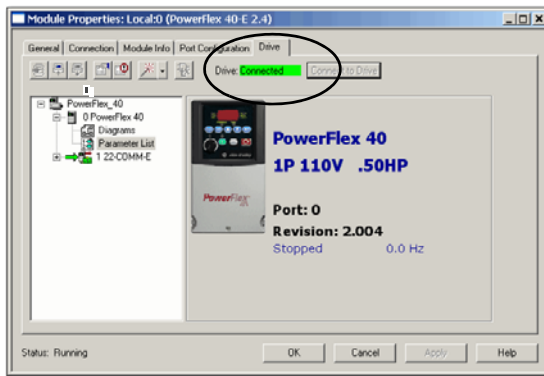 Module Properties: Local:0 (PowerFlex 40-E 2.4)
General Connection Module Info Port Configuration Drive
Drive: Connected Connect to Drive
PowerFlex_40
0 PowerFlex 40
Diagrams
Parameter List
1 22-COMM-E
PowerFlex
PowerFlex 40
1P 110V .50HP
Port: 0
Revision: 2.004
Stopped 0.0 Hz
Status: Running
OK Cancel Apply Help